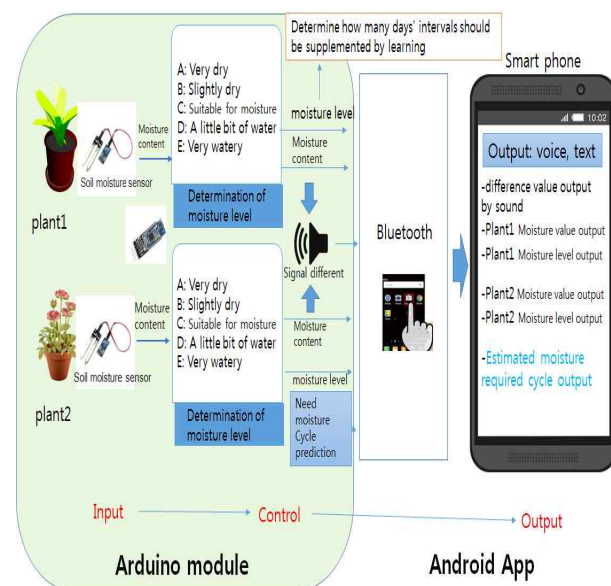 Determine how many days' intervals should
be supplemented by learning
Smart phone
A: Very dry
B: Slightly dry
C: Suitable for moisture
D: A little bit of water
E: Very watery
Determination of
moisture level
Moisture
content
Soil moisture sensor
plant1
moisture level
Moisture
content
Signal different
Moisture
content
moisture level
Need
moisture
Cycle
prediction
A: Very dry
B: Slightly dry
C: Suitable for moisture
D: A little bit of water
E: Very watery
Determination of
moisture level
Moisture
content
Soil moisture sensor
plant2
Bluetooth
10:02
Output: voice, text
-difference value output
by sound
-Plant1 Moisture value output
-Plant1 Moisture level output
-Plant2 Moisture value output
-Plant2 Moisture level output
-Estimated moisture
required cycle output
Input
Control
Output
Arduino module
Android App